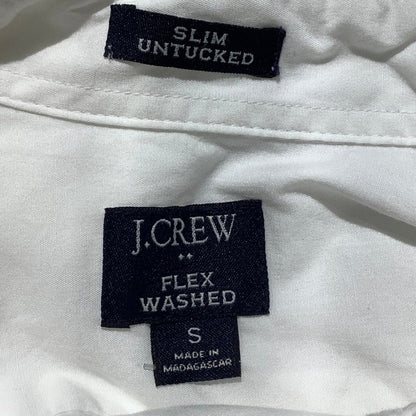 SLIM
UNTUCKED
J.CREW
FLEX
WASHED
S
MADE IN
MADAGASCAR